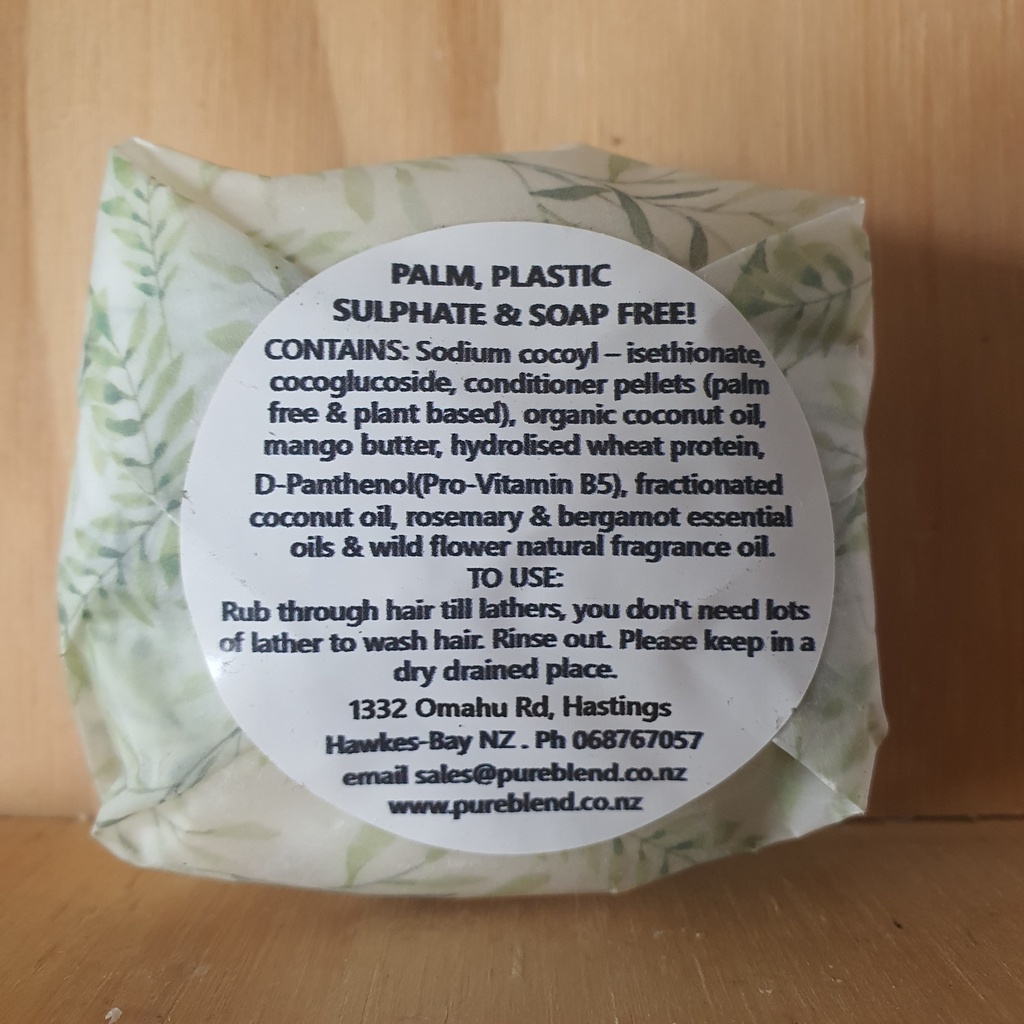 PALM, PLASTIC
SULPHATE & SOAP FREE!
CONTAINS: Sodium cocoyl – isethionate,
cocoglucoside, conditioner pellets (palm
free & plant based), organic coconut oil,
mango butter, hydrolised wheat protein,
D-Panthenol(Pro-Vitamin B5), fractionated
coconut oil, rosemary & bergamot essential
oils & wild flower natural fragrance oil.
TO USE:
Rub through hair till lathers, you don't need lots
of lather to wash hair. Rinse out. Please keep in a
dry drained place.
1332 Omahu Rd, Hastings
Hawkes-Bay NZ . Ph 068767057
email sales@pureblend.co.nz
www.pureblend.co.nz